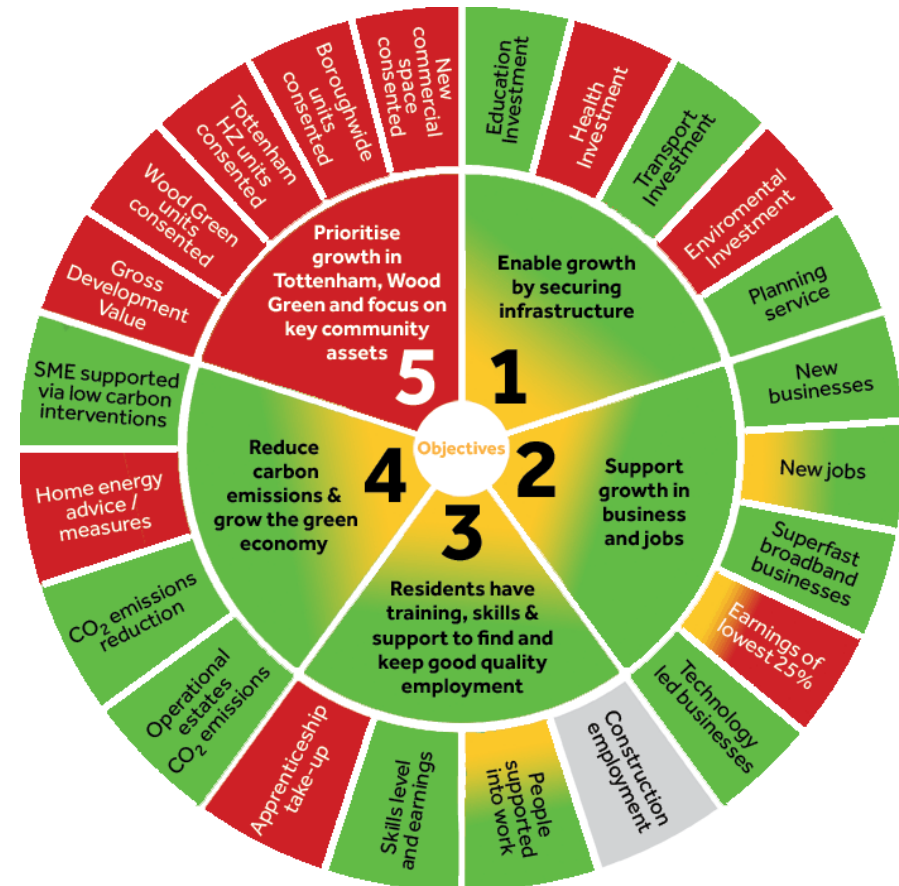 Education
Investment
Health
Investment
Transport
Investment
Enviromental
Investment
Planning
service
New
businesses
New jobs
Superfast
broadband
businesses
Earnings of
lowest 25%
Technology
led businesses
Construction
employment
People
supported
into work
Skills level
and earnings
Apprenticeship
take-up
Operational
estates
CO₂ emissions
CO₂ emissions
reduction
Home energy
advice /
measures
SME supported
via low carbon
interventions
Gross
Development
Value
Wood Green
units
consented
Tottenham
HZ units
consented
Boroughwide
units
consented
New
commercial
space
consented
Enable growth
by securing
infrastructure
1
Support
growth in
business
and jobs
2
3
Residents have
training, skills &
support to find and
keep good quality
employment
Reduce
carbon
emissions &
grow the green
economy
4
Prioritise
growth in
Tottenham, Wood
Green and focus on
key community
assets
5
Objectives